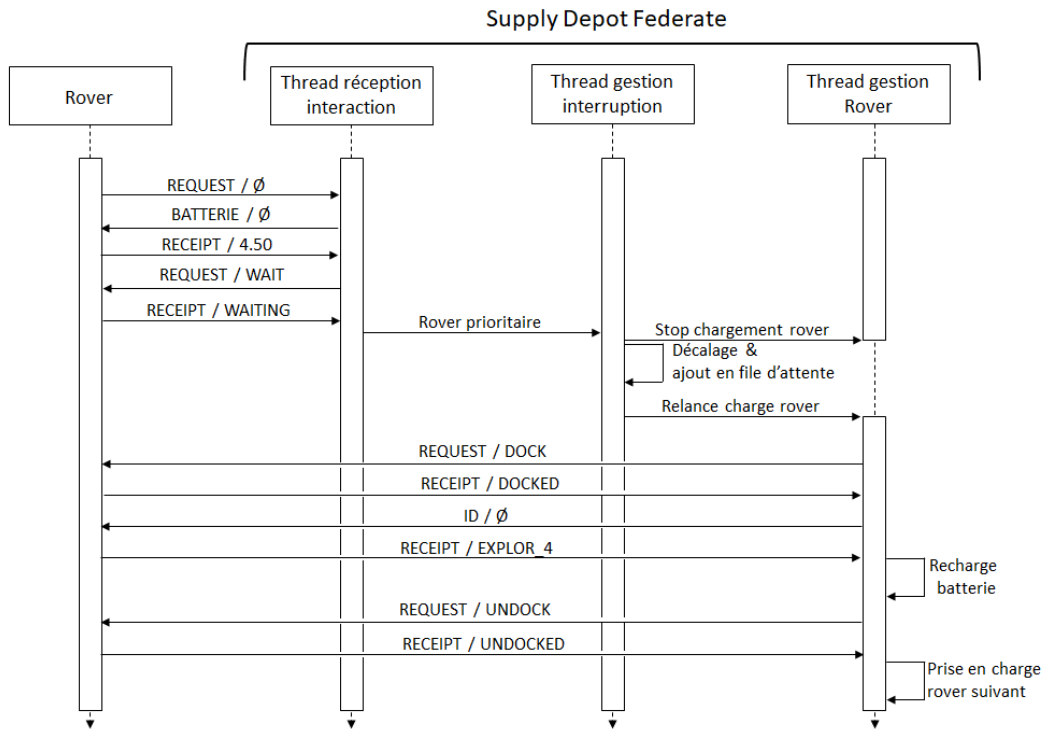 Supply Depot Federate
Rover
Thread réception
interaction
Thread gestion
interruption
Thread gestion
Rover
REQUEST / Ø
BATTERIE / Ø
RECEIPT / 4.50
REQUEST / WAIT
RECEIPT / WAITING
Rover prioritaire
Stop chargement rover
Décalage &
ajout en file d'attente
Relance charge rover
REQUEST / DOCK
RECEIPT / DOCKED
ID / Ø
RECEIPT / EXPLOR_4
Recharge
batterie
REQUEST / UNDOCK
RECEIPT / UNDOCKED
Prise en charge
rover suivant